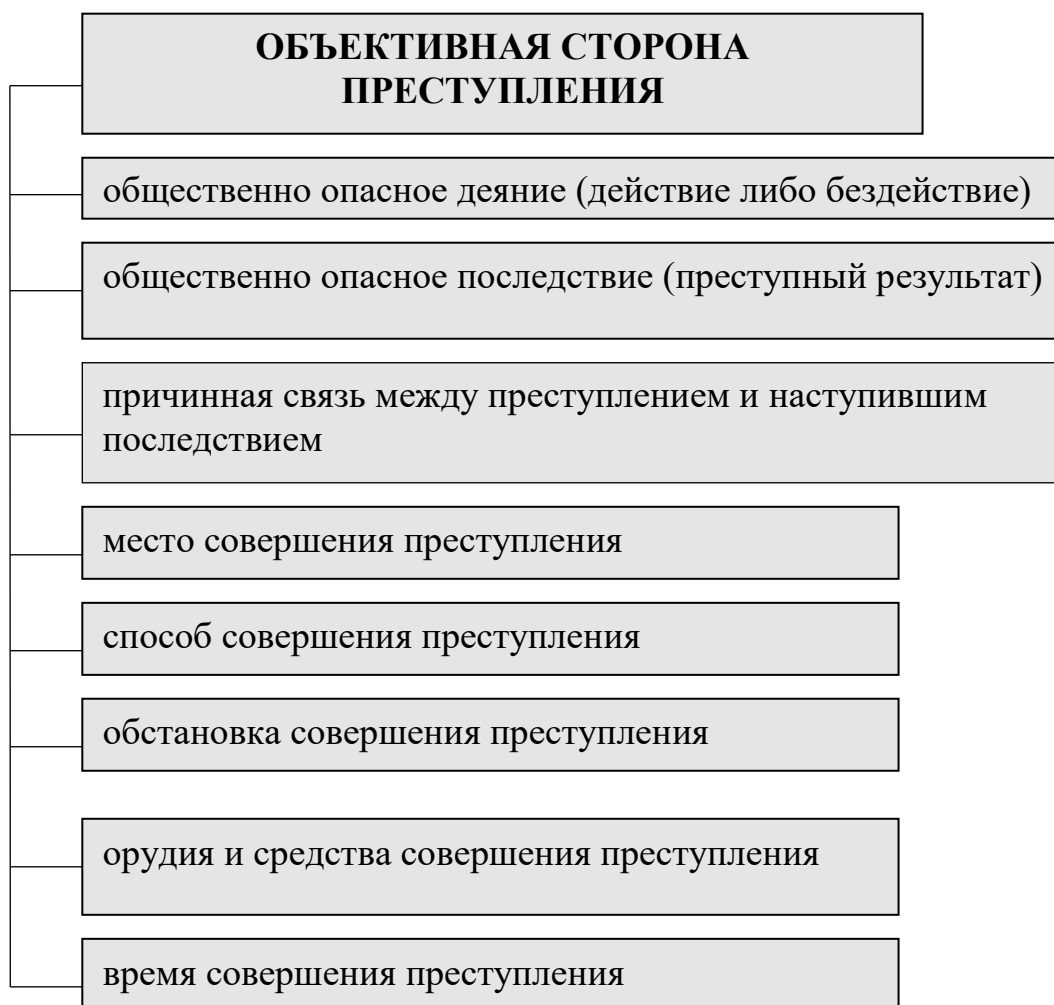 ОБЪЕКТИВНАЯ СТОРОНА
ПРЕСТУПЛЕНИЯ
общественно опасное деяние (действие либо бездействие)
общественно опасное последствие (преступный результат)
причинная связь между преступлением и наступившим
последствием
место совершения преступления
способ совершения преступления
обстановка совершения преступления
орудия и средства совершения преступления
время совершения преступления